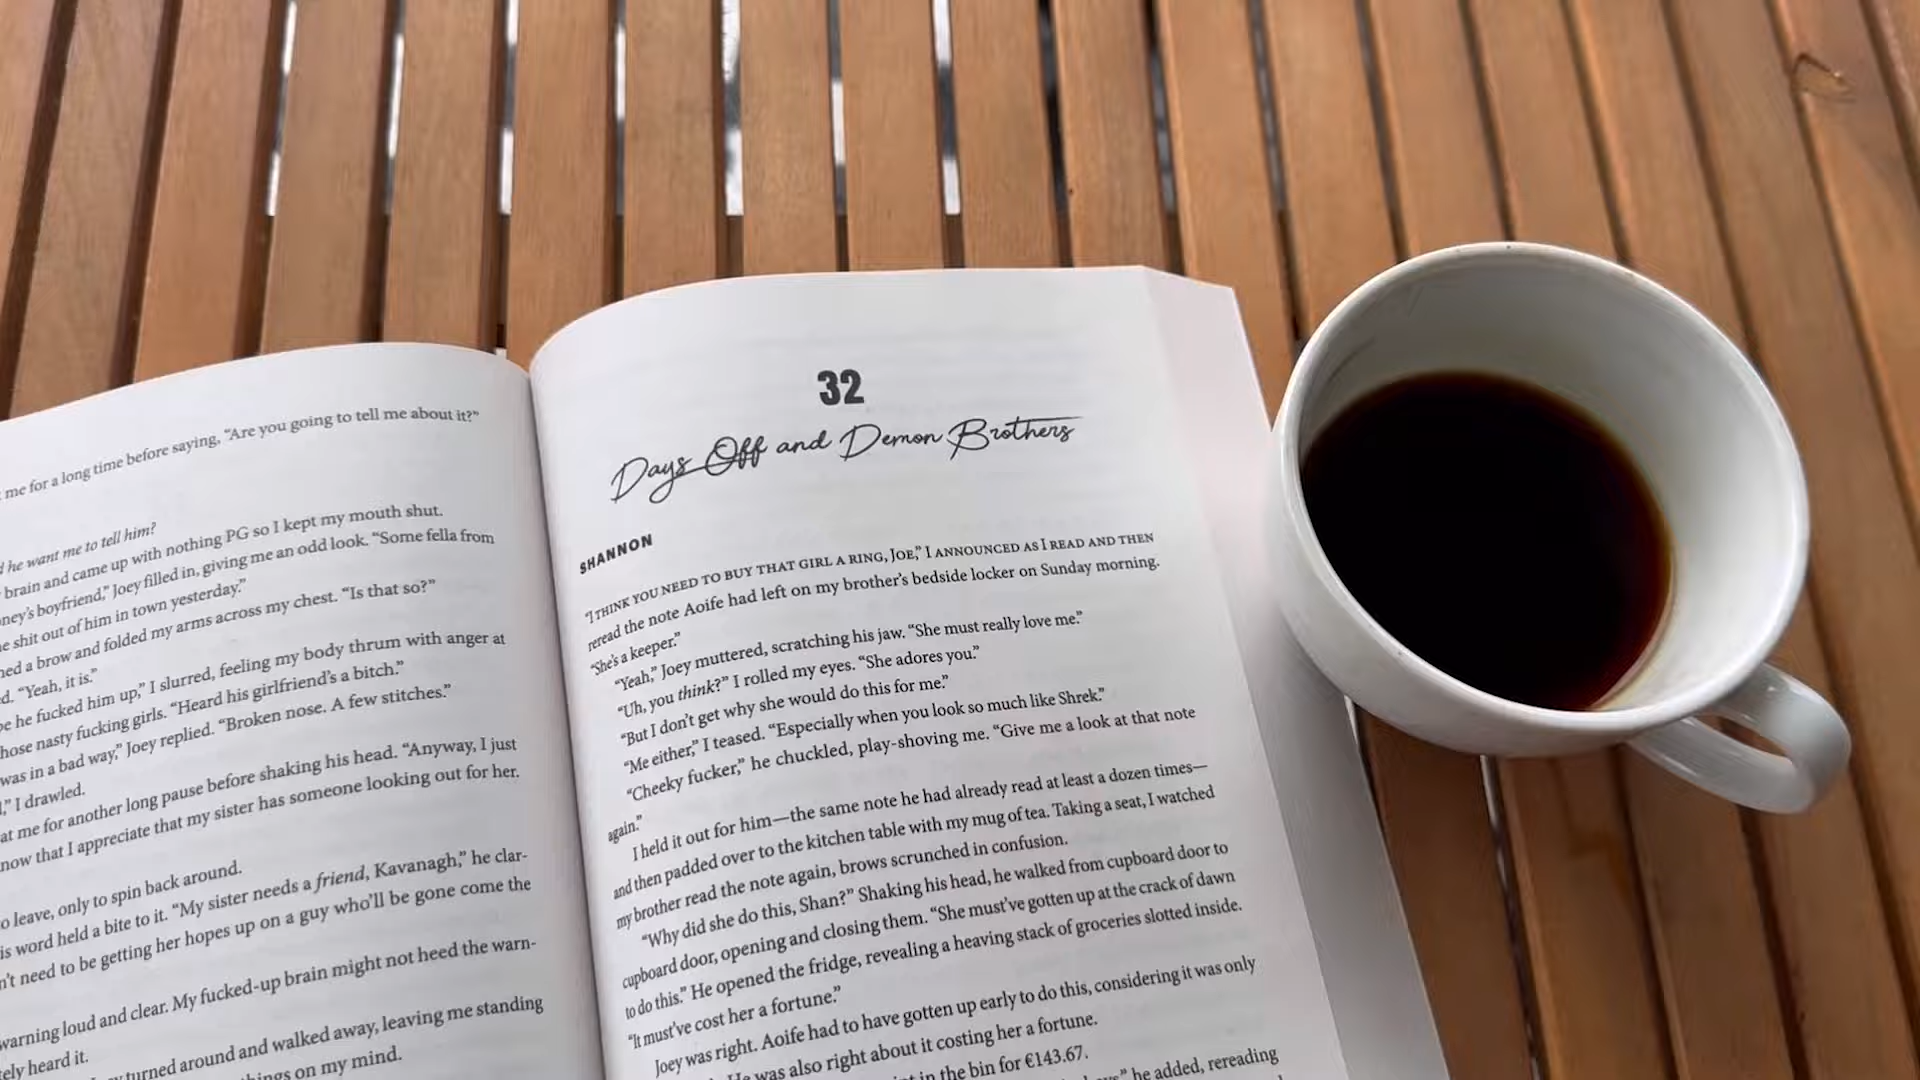 me for a long time before saying, “Are you going to tell me about it?”
he want me to tell him?
brain and came up with nothing PG so I kept my mouth shut.
boyfriend,” Joey filled in, giving me an odd look. “Some fella from
shit out of him in town yesterday.”
a brow and folded my arms across my chest. “Is that so?”
“Yeah, it is.”
he fucked him up,” I slurred, feeling my body thrum with anger at
those nasty fucking girls. “Heard his girlfriend’s a bitch.”
was in a bad way,” Joey replied. “Broken nose. A few stitches.”
I drawled.
at me for another long pause before shaking his head. “Anyway, I just
now that I appreciate that my sister has someone looking out for her.
to leave, only to spin back around.
is word held a bite to it. “My sister needs a friend, Kavanagh,” he clar-
need to be getting her hopes up on a guy who’ll be gone come the
warning loud and clear. My fucked-up brain might not heed the warn-
heard it.
turned around and walked away, leaving me standing
on my mind.
32
Days Off and Demon Brothers
SHANNON
“I THINK YOU NEED TO BUY THAT GIRL A RING, JOE,” I ANNOUNCED AS I READ AND THEN
reread the note Aoife had left on my brother’s bedside locker on Sunday morning.
“She’s a keeper.”
“Yeah,” Joey muttered, scratching his jaw. “She must really love me.”
“Uh, you think?” I rolled my eyes. “She adores you.”
“But I don’t get why she would do this for me.”
“Me either,” I teased. “Especially when you look so much like Shrek.”
“Cheeky fucker,” he chuckled, play-shoving me. “Give me a look at that note
again.”
I held it out for him—the same note he had already read at least a dozen times—
and then padded over to the kitchen table with my mug of tea. Taking a seat, I watched
my brother read the note again, brows scrunched in confusion.
“Why did she do this, Shan?” Shaking his head, he walked from cupboard door to
cupboard door, opening and closing them. “She must’ve gotten up at the crack of dawn
to do this.” He opened the fridge, revealing a heaving stack of groceries slotted inside.
“It must’ve cost her a fortune.”
Joey was right. Aoife had to have gotten up early to do this, considering it was only
He was also right about it costing her a fortune.
in the bin for €143.67.
he added, rereading